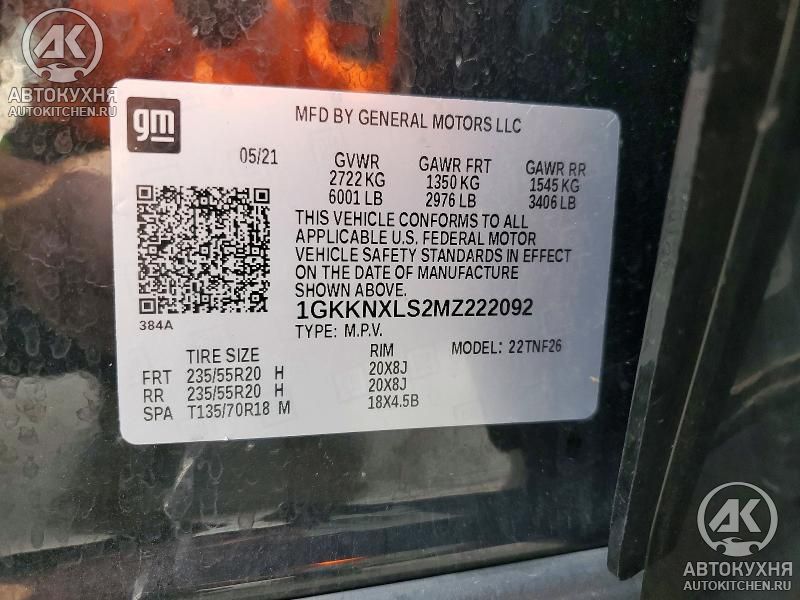 AK
АВТОКУХНЯ
AUTOKITCHEN.RU
gm
MFD BY GENERAL MOTORS LLC
05/21 GVWR GAWR FRT GAWR RR
2722 KG 1350 KG 1545 KG
6001 LB 2976 LB 3406 LB
THIS VEHICLE CONFORMS TO ALL
APPLICABLE U.S. FEDERAL MOTOR
VEHICLE SAFETY STANDARDS IN EFFECT
ON THE DATE OF MANUFACTURE
SHOWN ABOVE.
384A
1GKKNXLS2MZ222092
TYPE: M.P.V.
TIRE SIZE RIM MODEL: 22TNF26
FRT 235/55R20 H 20X8J
RR 235/55R20 H 20X8J
SPA T135/70R18 M 18X4.5B
AK
АВТОКУХНЯ
AUTOKITCHEN.RU